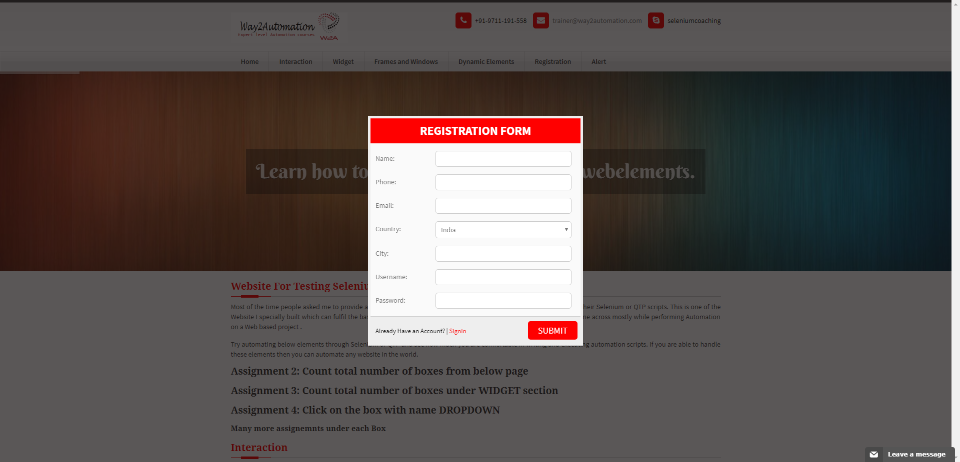 Way2Automation
+91-9711-191-558
trainer@way2automation.com
seleniumcoaching
Home
Interaction
Widget
Frames and Windows
Dynamic Elements
Registration
Alert
Learn how to
webelements.
REGISTRATION FORM
Name:
Phone:
Email:
Country:
India
City:
Username:
Password:
Already Have an Account? | Signin
SUBMIT
Website For Testing Seleniu
Most of the time people asked me to provide
Selenium or QTP scripts. This is one of the
Website I specially built which can fulfil the
across mostly while performing Automation
on a Web based project .
Try automating below elements through
automation scripts. If you are able to handle
these elements then you can automate any website in the world.
Assignment 2: Count total number of boxes from below page
Assignment 3: Count total number of boxes under WIDGET section
Assignment 4: Click on the box with name DROPDOWN
Many more assignemnts under each Box
Interaction
Leave a message